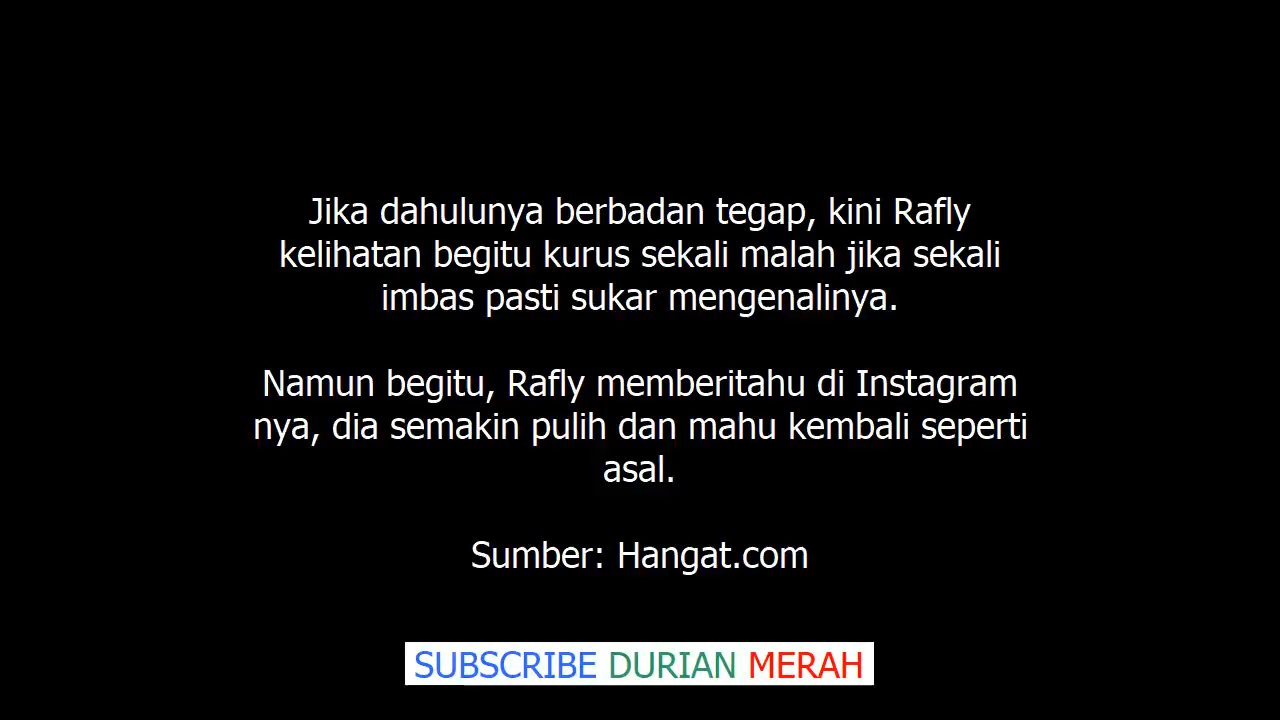 Jika dahulunya berbadan tegap, kini Rafly
kelihatan begitu kurus sekali malah jika sekali
imbas pasti sukar mengenalinya.
Namun begitu, Rafly memberitahu di Instagram
nya, dia semakin pulih dan mahu kembali seperti
asal.
Sumber: Hangat.com
SUBSCRIBE DURIAN MERAH